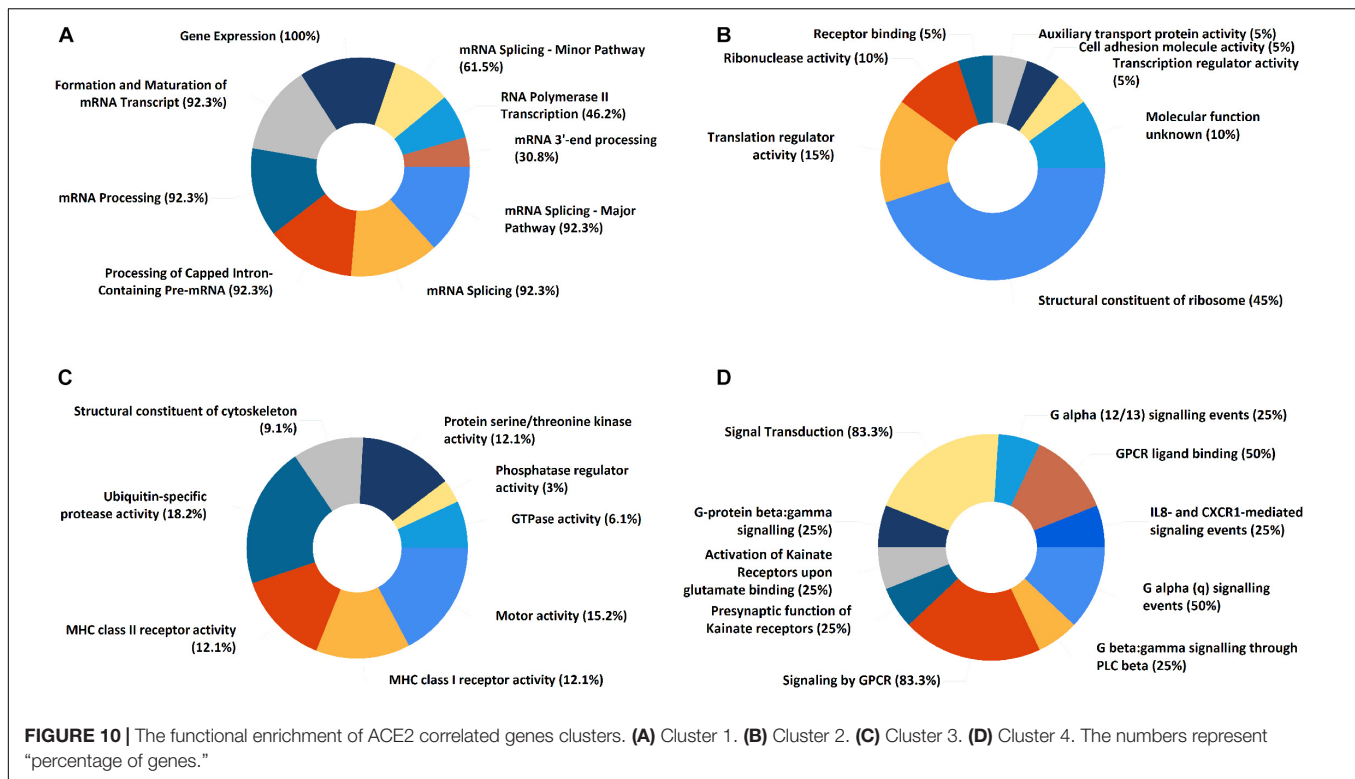 A
Gene Expression (100%)
mRNA Splicing - Minor Pathway
(61.5%)
Formation and Maturation of
mRNA Transcript (92.3%)
RNA Polymerase II
Transcription (46.2%)
mRNA 3'-end processing
(30.8%)
mRNA Processing (92.3%)
mRNA Splicing - Major
Pathway (92.3%)
Processing of Capped Intron-
Containing Pre-mRNA (92.3%)
mRNA Splicing (92.3%)
B
Receptor binding (5%)
Auxiliary transport protein activity (5%)
Cell adhesion molecule activity (5%)
Ribonuclease activity (10%)
Transcription regulator activity
(5%)
Molecular function
unknown (10%)
Translation regulator
activity (15%)
Structural constituent of ribosome (45%)
C
Structural constituent of cytoskeleton
(9.1%)
Protein serine/threonine kinase
activity (12.1%)
Phosphatase regulator
activity (3%)
Ubiquitin-specific
protease activity (18.2%)
GTPase activity (6.1%)
Motor activity (15.2%)
MHC class II receptor activity
(12.1%)
MHC class I receptor activity (12.1%)
D
G alpha (12/13) signalling events (25%)
Signal Transduction (83.3%)
GPCR ligand binding (50%)
G-protein beta:gamma
signalling (25%)
IL8- and CXCR1-mediated
signaling events (25%)
Activation of Kainate
Receptors upon
glutamate binding (25%)
G alpha (q) signalling
events (50%)
Presynaptic function of
Kainate receptors (25%)
G beta:gamma signalling through
PLC beta (25%)
Signaling by GPCR (83.3%)
FIGURE 10 | The functional enrichment of ACE2 correlated genes clusters. (A) Cluster 1. (B) Cluster 2. (C) Cluster 3. (D) Cluster 4. The numbers represent
"percentage of genes."